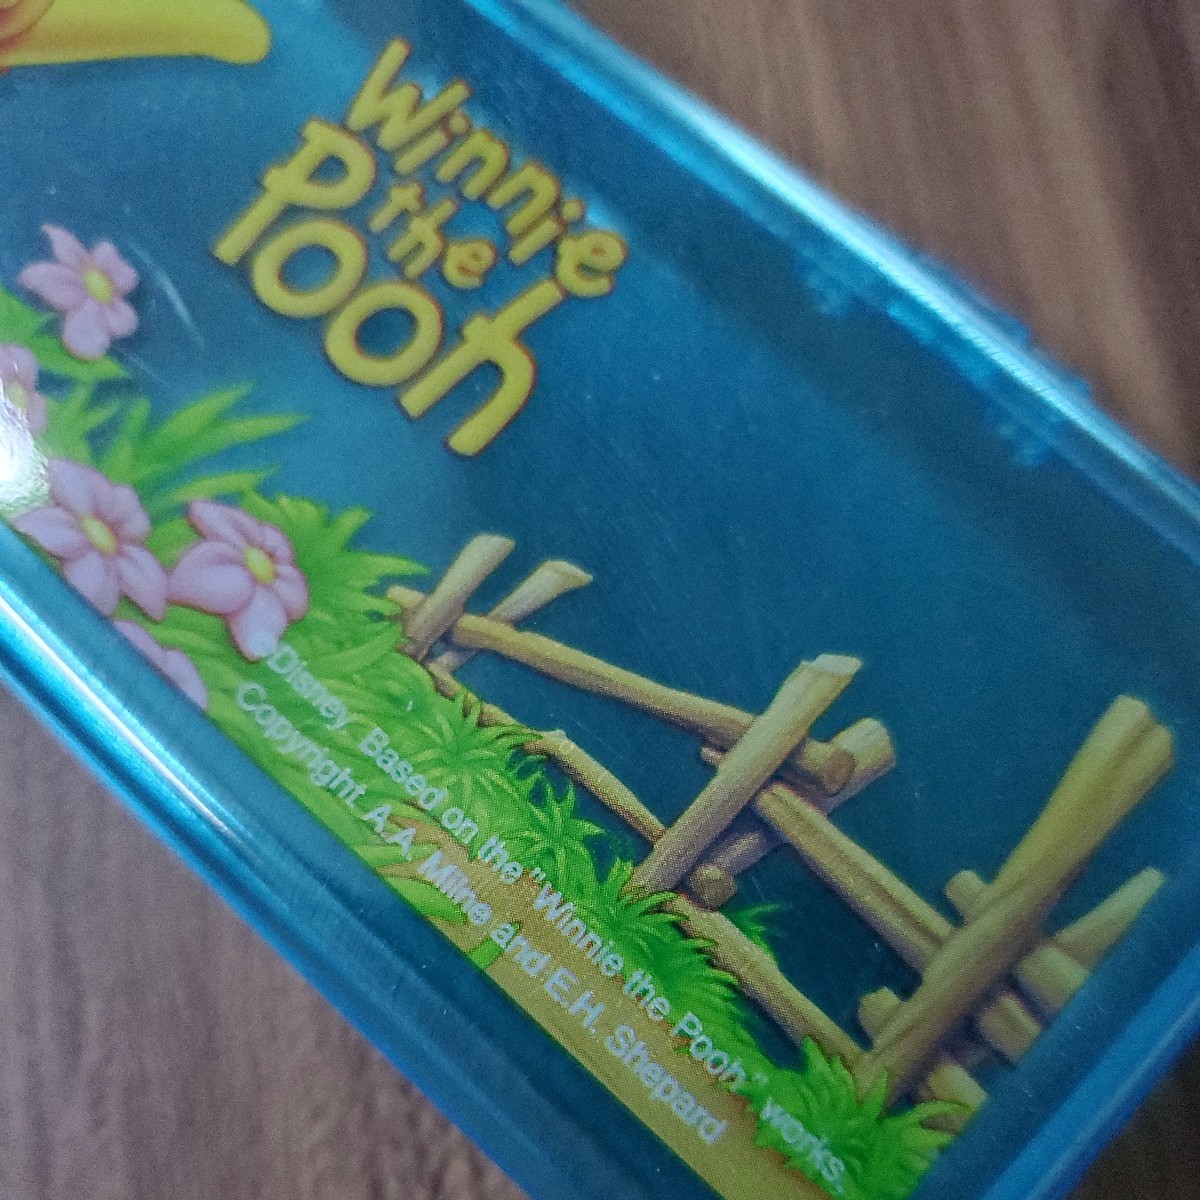 Winnie
the
Pooh
©Disney. Based on the "Winnie the Pooh" works.
Copyright A.A. Milne and E.H. Shepard